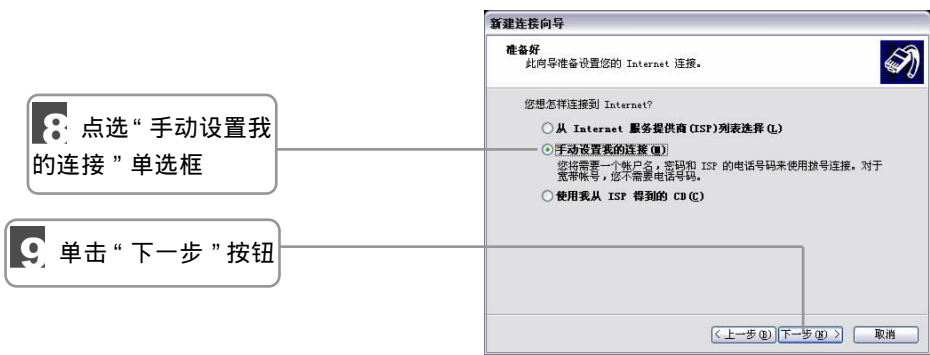 8 点选“手动设置我
的连接”单选框
9 单击“下一步”按钮
新建连接向导
准备好
此向导准备设置您的 Internet 连接。
您想怎样连接到 Internet?
从 Internet 服务提供商(ISP)列表选择(L)
手动设置我的连接(M)
您将需要一个帐户名，密码和 ISP 的电话号码来使用拨号连接。对于
宽带帐号，您不需要电话号码。
使用我从 ISP 得到的 CD(C)
<上一步(B) 下一步(N) > 取消